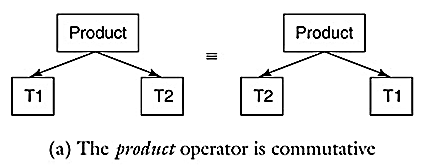 Product ≡ Product
T1 T2 T2 T1
(a) The product operator is commutative